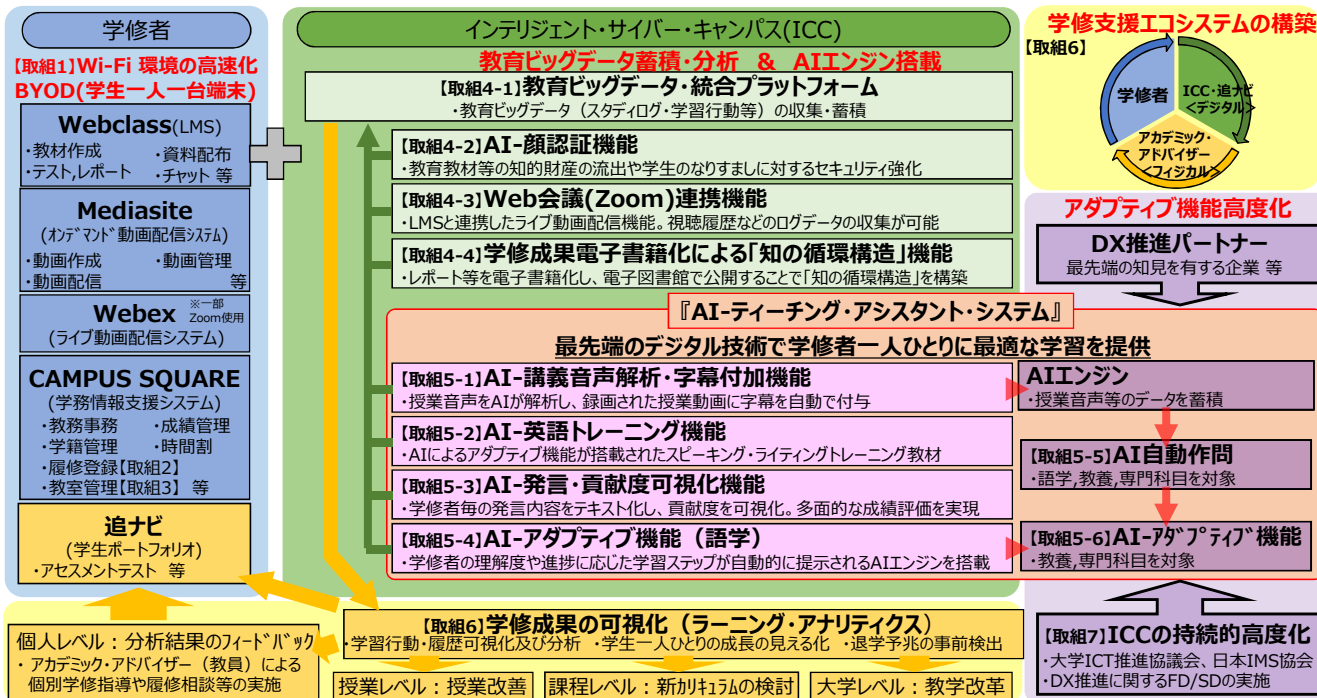 学修者
【取組1】Wi-Fi 環境の高速化
BYOD(学生一人一台端末)
Webclass(LMS)
・教材作成 ・資料配布
・テスト,レポート ・チャット 等
Mediasite
(ｵﾝﾃﾞﾏﾝﾄﾞ動画配信ｼｽﾃﾑ)
・動画作成 ・動画管理
・動画配信 等
Webex
※一部
Zoom使用
(ライブ動画配信システム)
CAMPUS SQUARE
(学務情報支援システム)
・教務事務 ・成績管理
・学籍管理 ・時間割
・履修登録【取組2】
・教室管理【取組3】 等
追ナビ
(学生ポートフォリオ)
・アセスメントテスト 等
インテリジェント・サイバー・キャンパス(ICC)
教育ビッグデータ蓄積・分析 ＆ AIエンジン搭載
【取組4-1】教育ビッグデータ・統合プラットフォーム
・教育ビッグデータ（スタディログ・学習行動等）の収集・蓄積
【取組4-2】AI-顔認証機能
・教育教材等の知的財産の流出や学生のなりすましに対するセキュリティ強化
【取組4-3】Web会議(Zoom)連携機能
・LMSと連携したライブ動画配信機能。視聴履歴などのログデータの収集が可能
【取組4-4】学修成果電子書籍化による「知の循環構造」機能
・レポート等を電子書籍化し、電子図書館で公開することで「知の循環構造」を構築
『AI-ティーチング・アシスタント・システム』
最先端のデジタル技術で学修者一人ひとりに最適な学習を提供
【取組5-1】AI-講義音声解析・字幕付加機能
・授業音声をAIが解析し、録画された授業動画に字幕を自動で付与
【取組5-2】AI-英語トレーニング機能
・AIによるアダプティブ機能が搭載されたスピーキング・ライティングトレーニング教材
【取組5-3】AI-発言・貢献度可視化機能
・学修者毎の発言内容をテキスト化し、貢献度を可視化。多面的な成績評価を実現
【取組5-4】AI-アダプティブ機能（語学）
・学修者の理解度や進捗に応じた学習ステップが自動的に提示されるAIエンジンを搭載
AIエンジン
・授業音声等のデータを蓄積
【取組5-5】AI自動作問
・語学,教養,専門科目を対象
【取組5-6】AI-ｱﾀﾞﾌﾟﾃｨﾌﾞ機能
・教養,専門科目を対象
学修支援エコシステムの構築
【取組6】
学修者
ICC・追ナビ
<デジタル>
アカデミック・
アドバイザー
<フィジカル>
アダプティブ機能高度化
DX推進パートナー
最先端の知見を有する企業 等
【取組7】ICCの持続的高度化
・大学ICT推進協議会、日本IMS協会
・DX推進に関するFD/SDの実施
【取組6】学修成果の可視化（ラーニング・アナリティクス）
・学習行動・履歴可視化及び分析 ・学生一人ひとりの成長の見える化 ・退学予兆の事前検出
個人レベル：分析結果のﾌｨｰﾄﾞﾊﾞｯｸ
・ アカデミック・アドバイザー（教員）による
個別学修指導や履修相談等の実施
授業レベル：授業改善
課程レベル：新ｶﾘｷｭﾗﾑの検討
大学レベル：教学改革